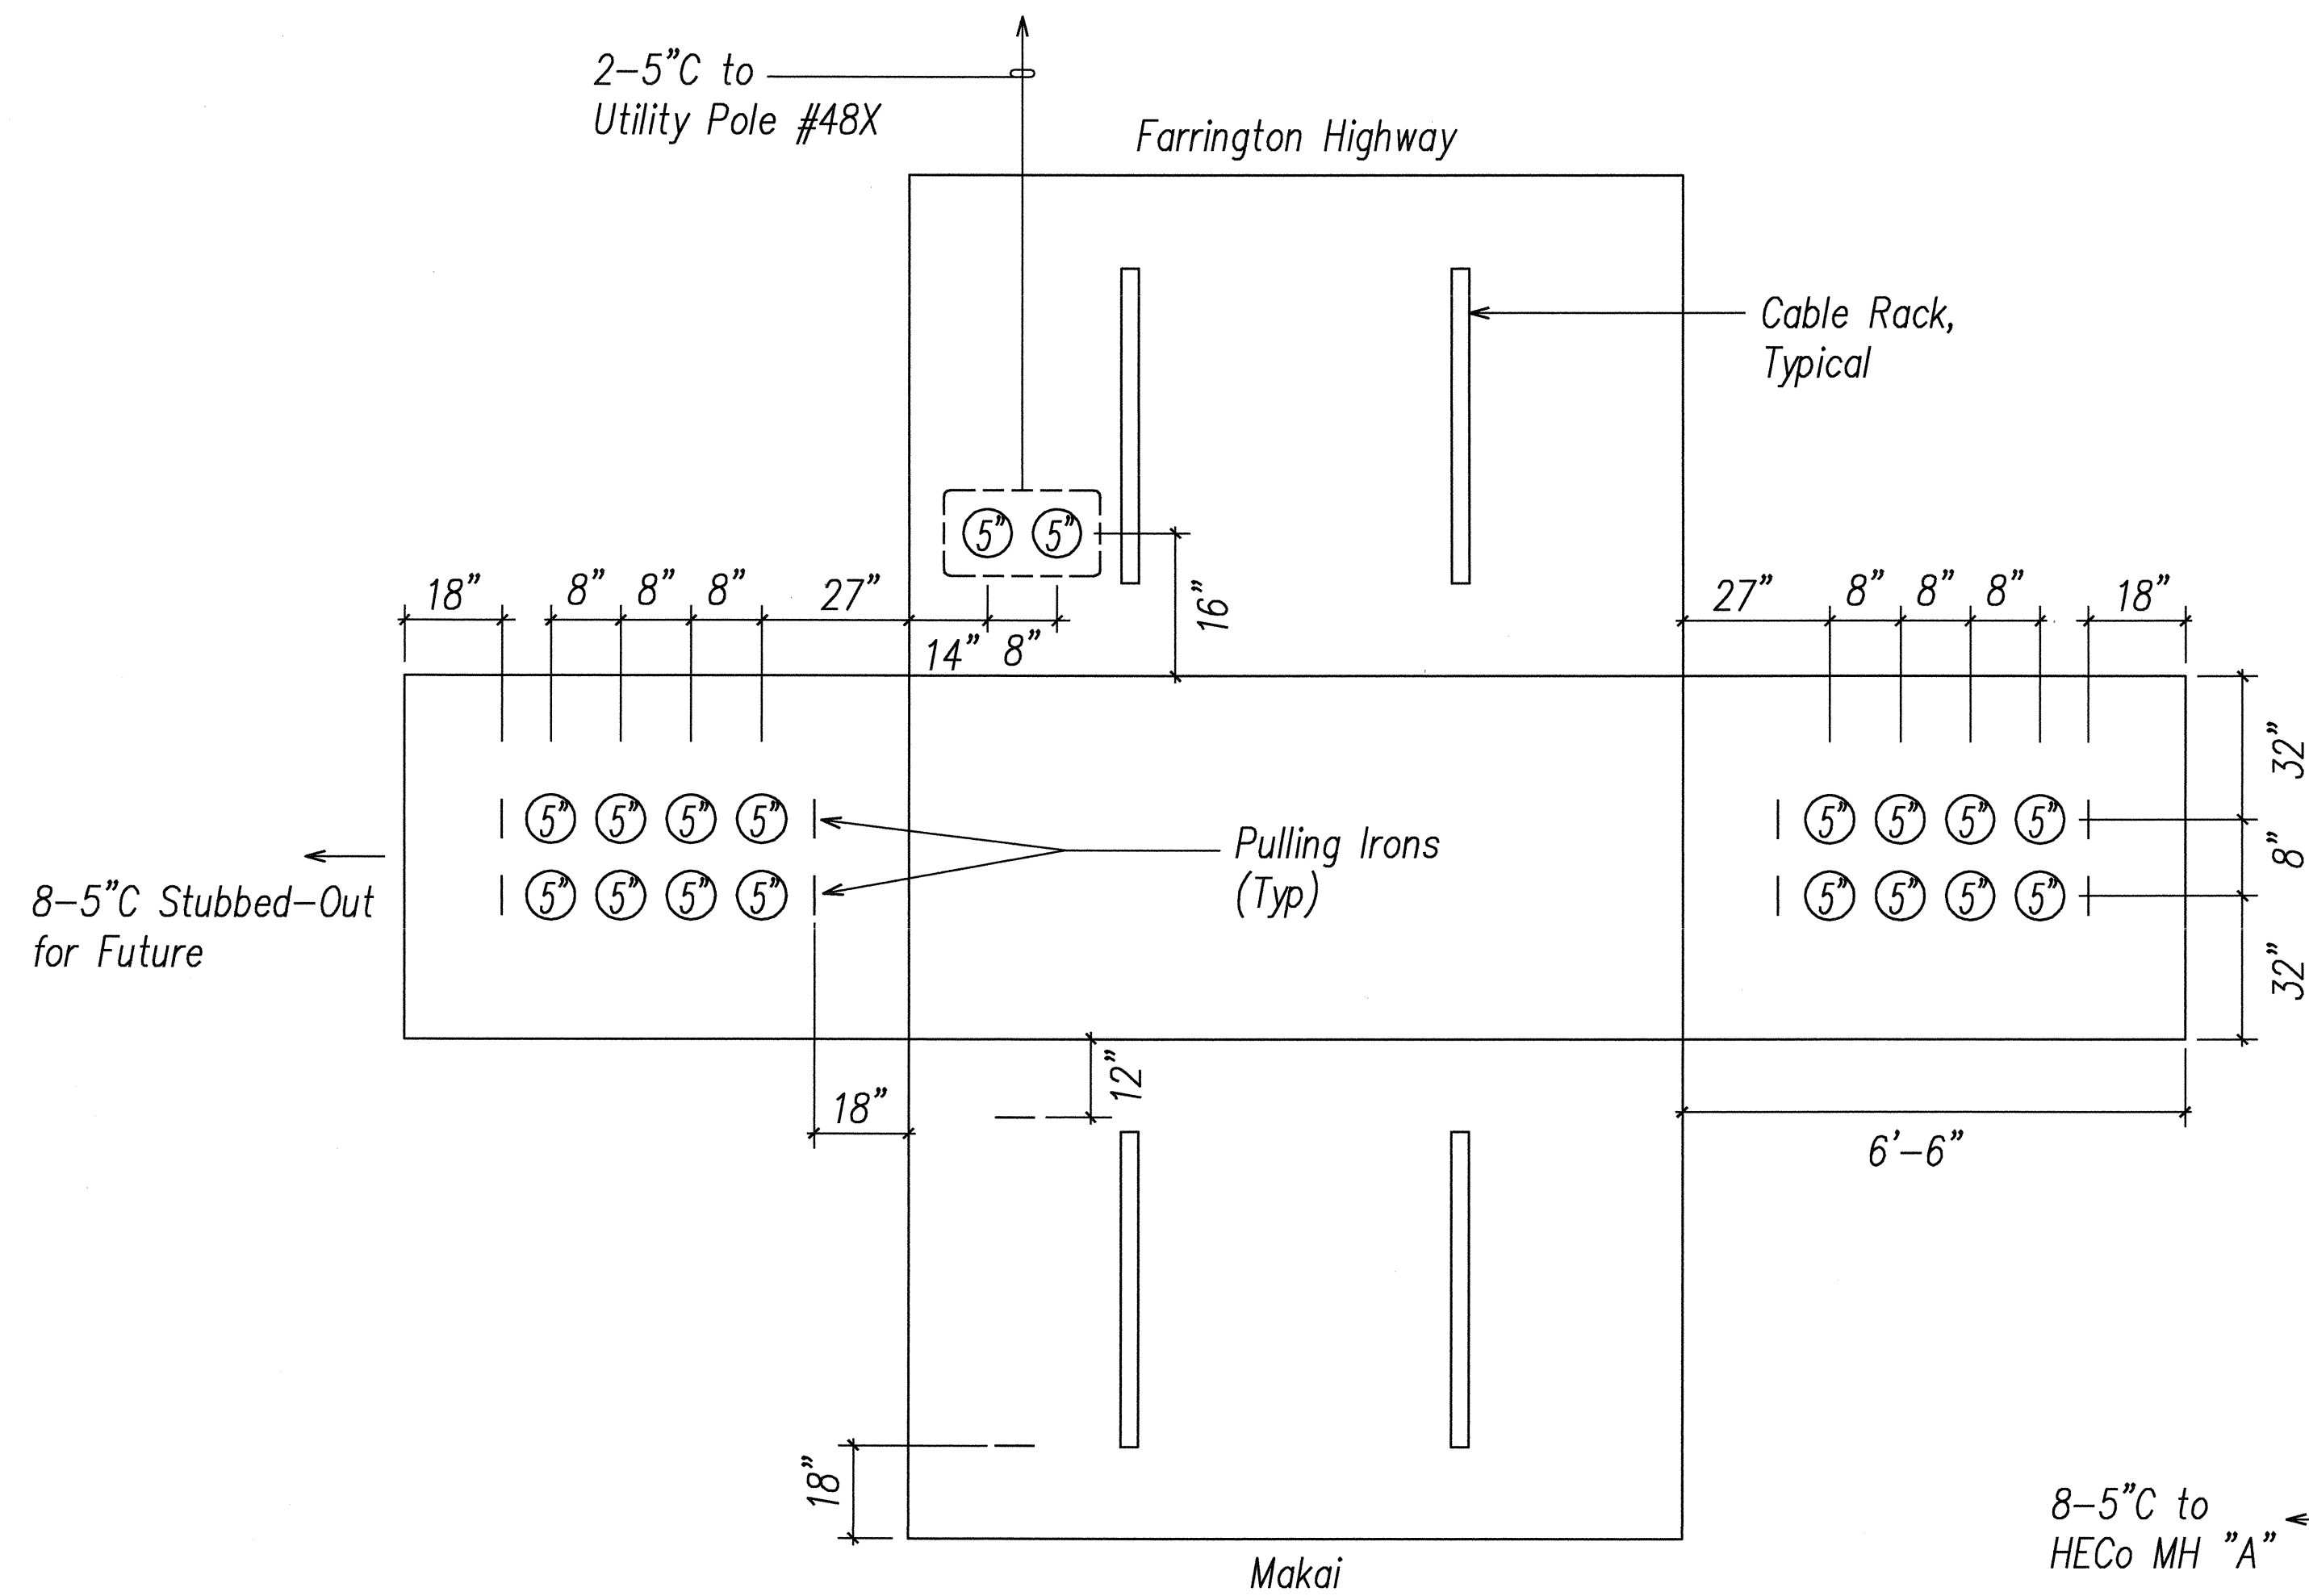 2-5"C to
Utility Pole #48X
Farrington Highway
Cable Rack,
Typical
5" 5"
18" 8" 8" 8" 27"
14" 8"
16"
27" 8" 8" 8" 18"
5" 5" 5" 5"
5" 5" 5" 5"
Pulling Irons
(Typ)
5" 5" 5" 5"
5" 5" 5" 5"
32"
8"
32"
8-5"C Stubbed-Out
for Future
12"
18"
6'-6"
18"
8-5"C to
HECo MH "A"
Makai